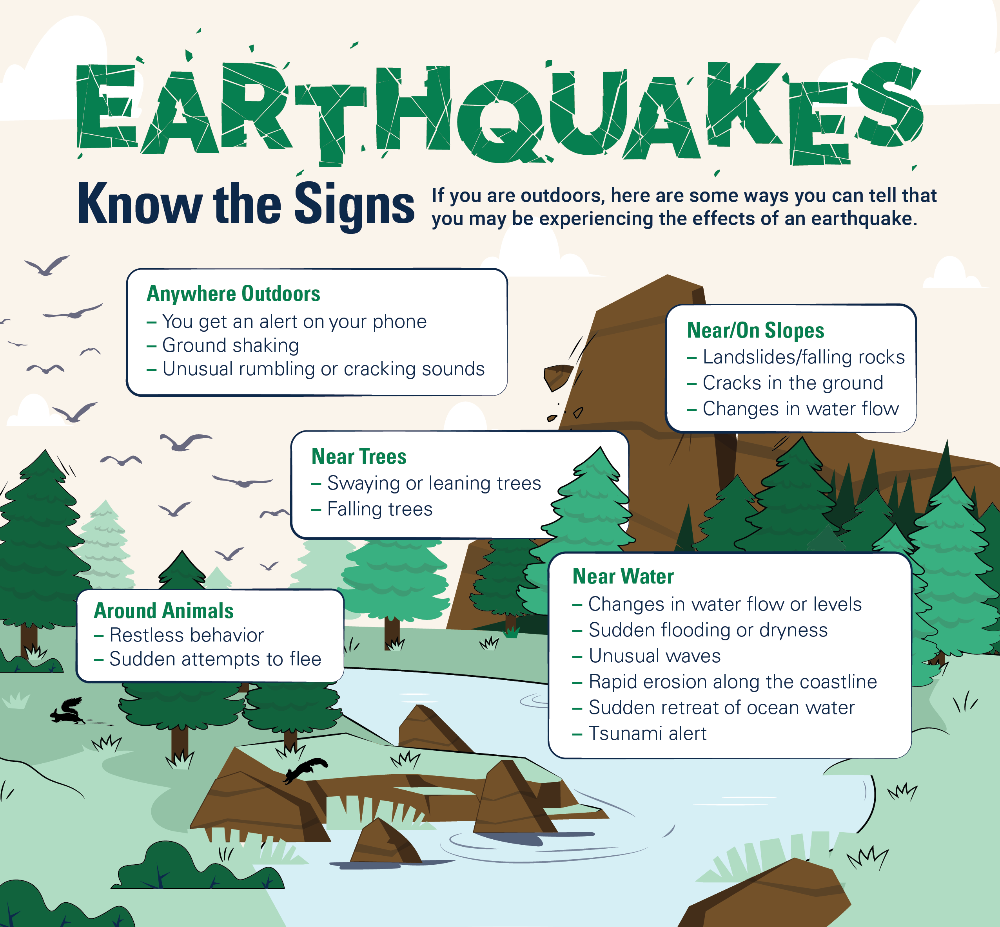 EARTHQUAKES
Know the Signs
If you are outdoors, here are some ways you can tell that
you may be experiencing the effects of an earthquake.
Anywhere Outdoors
– You get an alert on your phone
– Ground shaking
– Unusual rumbling or cracking sounds
Near/On Slopes
– Landslides/falling rocks
– Cracks in the ground
– Changes in water flow
Near Trees
– Swaying or leaning trees
– Falling trees
Near Water
– Changes in water flow or levels
– Sudden flooding or dryness
– Unusual waves
– Rapid erosion along the coastline
– Sudden retreat of ocean water
– Tsunami alert
Around Animals
– Restless behavior
– Sudden attempts to flee